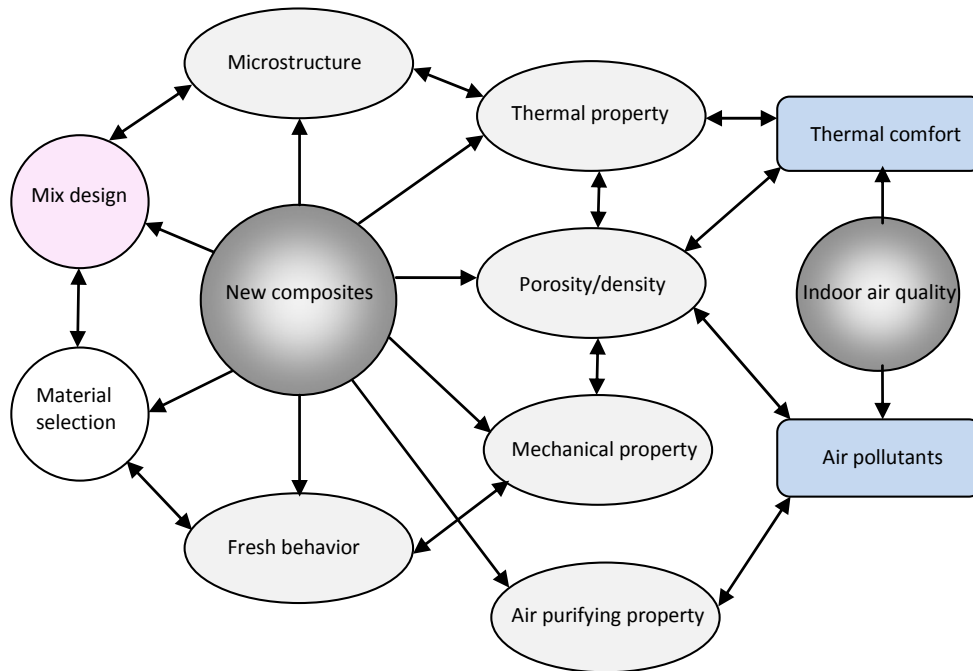 Microstructure
Thermal property
Thermal comfort
Mix design
New composites
Porosity/density
Indoor air quality
Material
selection
Mechanical property
Air pollutants
Fresh behavior
Air purifying property